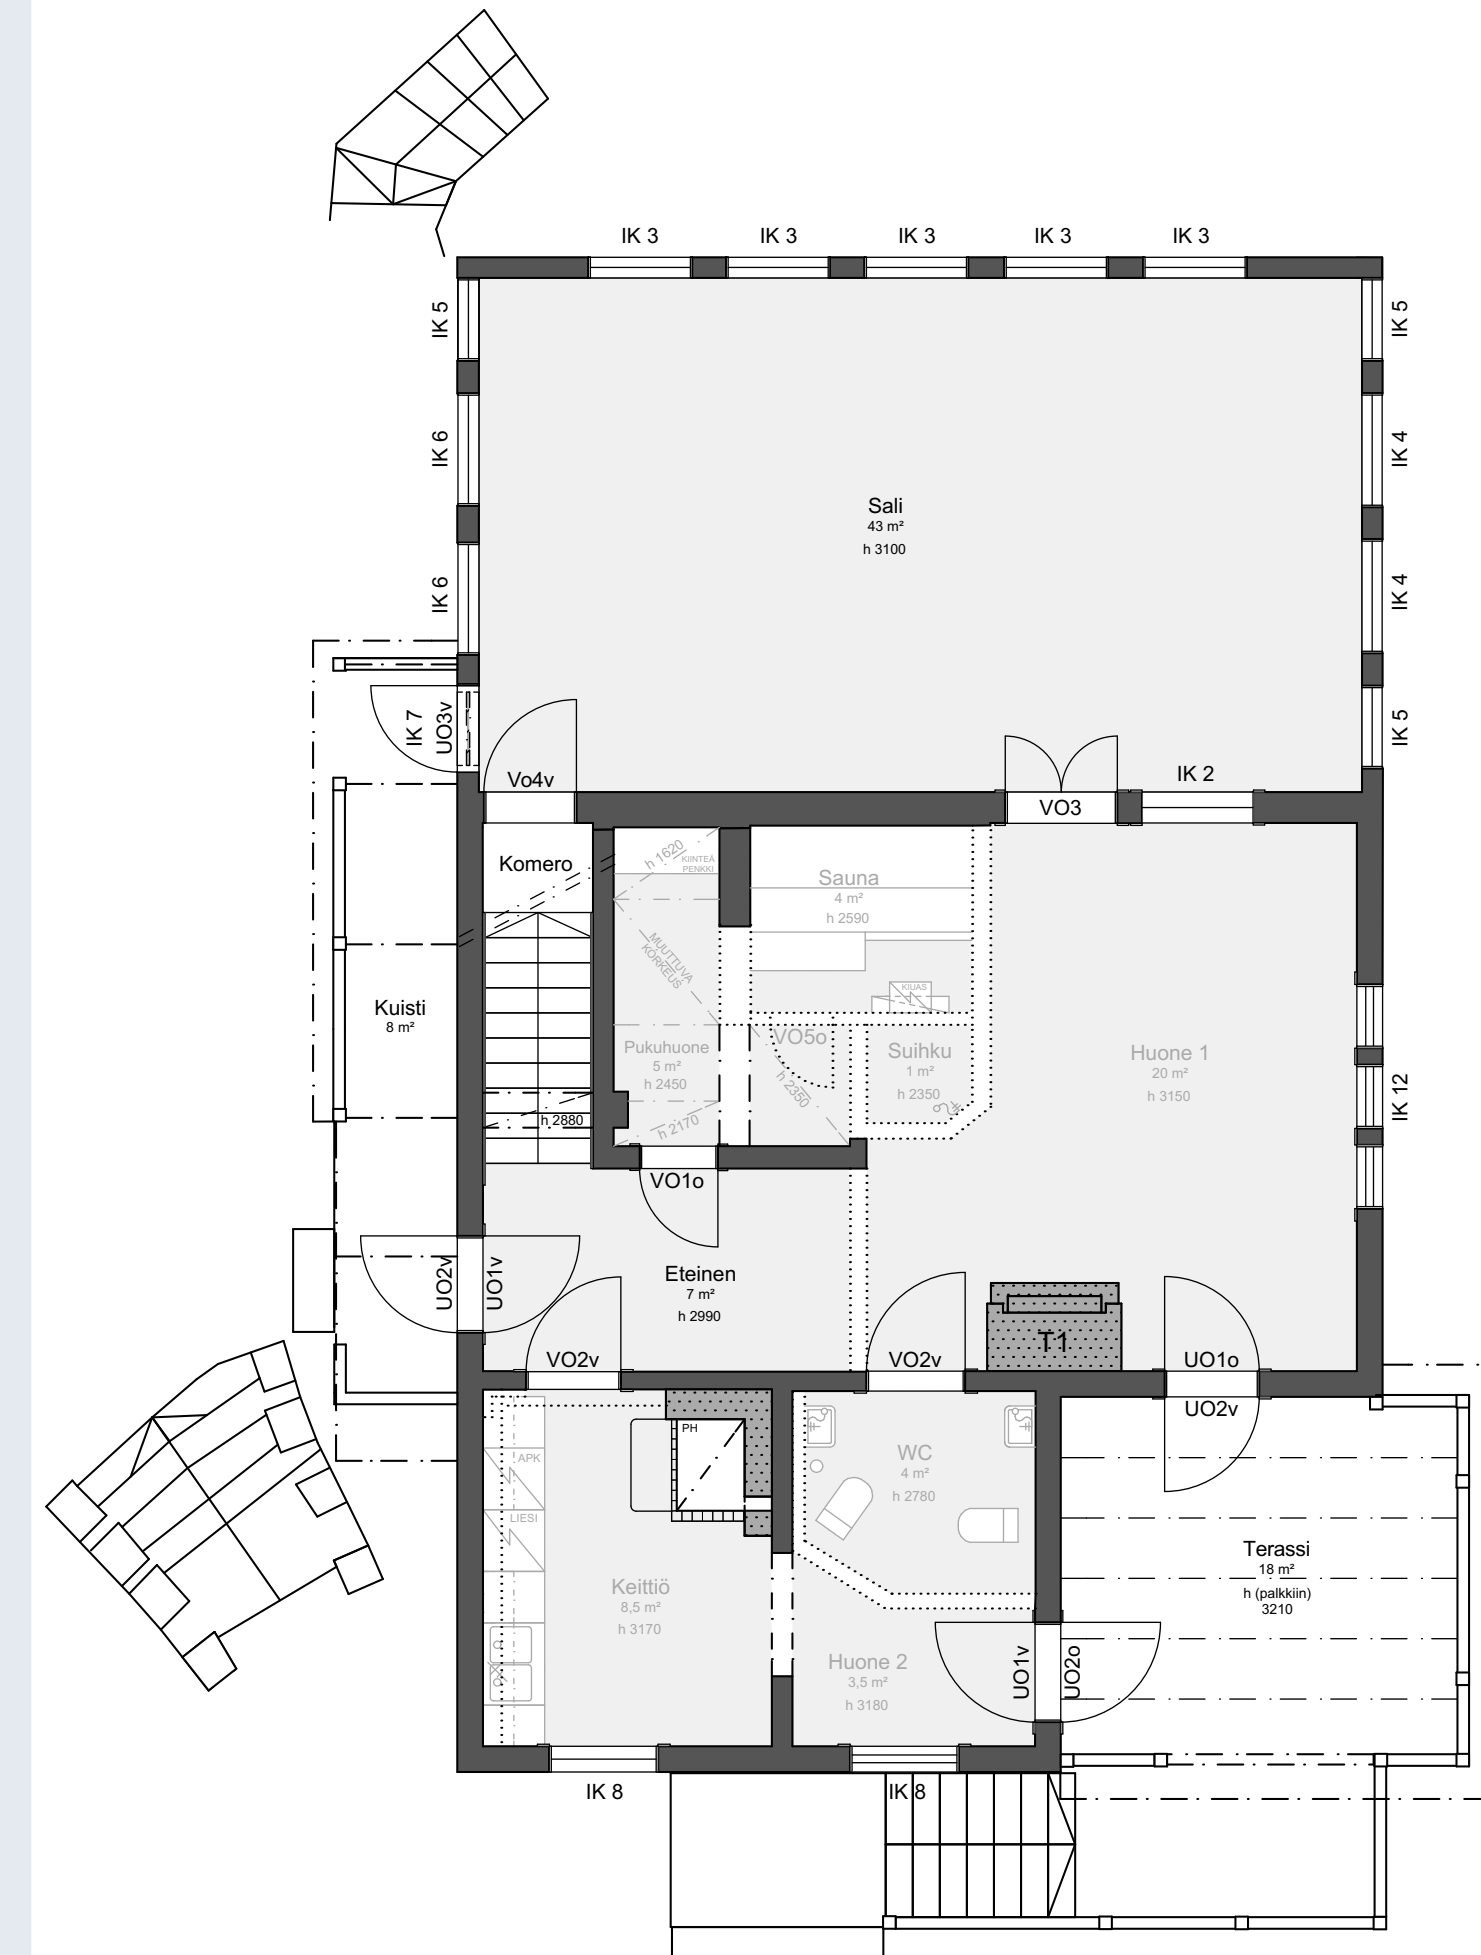 IK 3
IK 3
IK 3
IK 3
IK 3
IK 5
IK 5
IK 6
IK 4
Sali
43 m²
h 3100
IK 6
IK 4
IK 7
UO3v
IK 5
Vo4v
IK 2
VO3
Komero
h 1620
KIINTEÄ
PENKKI
Sauna
4 m²
h 2590
MUUTTUVA
KORKEUS
KIUAS
Kuisti
8 m²
Pukuhuone
5 m²
h 2450
VO5o
h 2350
Suihku
1 m²
h 2350
Huone 1
20 m²
h 3150
IK 12
h 2880
h 2170
VO1o
UO2v
UO1v
Eteinen
7 m²
h 2990
T1
VO2v
VO2v
UO1o
UO2v
PH
APK
LIESI
WC
4 m²
h 2780
Keittiö
8,5 m²
h 3170
Terassi
18 m²
h (palkkiin)
3210
Huone 2
3,5 m²
h 3180
UO1v
UO2o
IK 8
IK 8